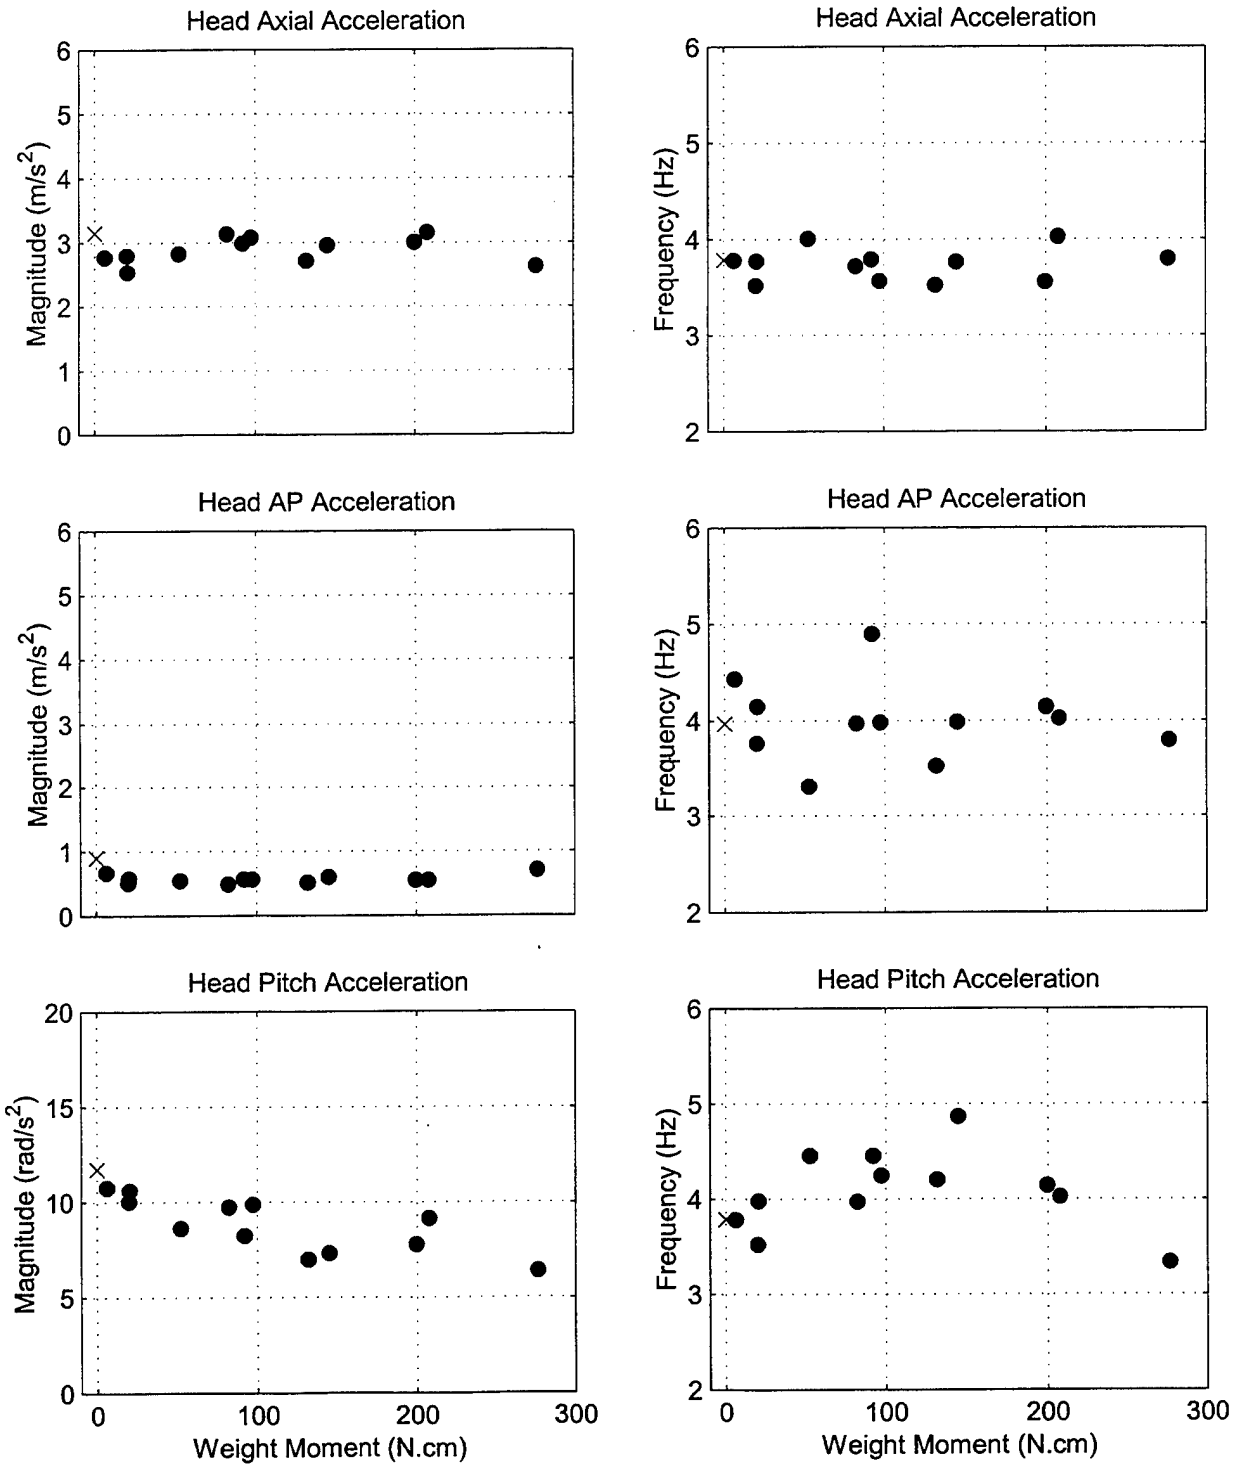 Head Axial Acceleration
6
5
4
3
2
1
0
Magnitude (m/s2)
Head Axial Acceleration
6
5
4
3
2
Frequency (Hz)
Head AP Acceleration
6
5
4
3
2
1
0
Magnitude (m/s2)
Head AP Acceleration
6
5
4
3
2
Frequency (Hz)
Head Pitch Acceleration
20
15
10
5
0
Magnitude (rad/s2)
0 100 200 300
Weight Moment (N.cm)
Head Pitch Acceleration
6
5
4
3
2
Frequency (Hz)
0 100 200 300
Weight Moment (N.cm)